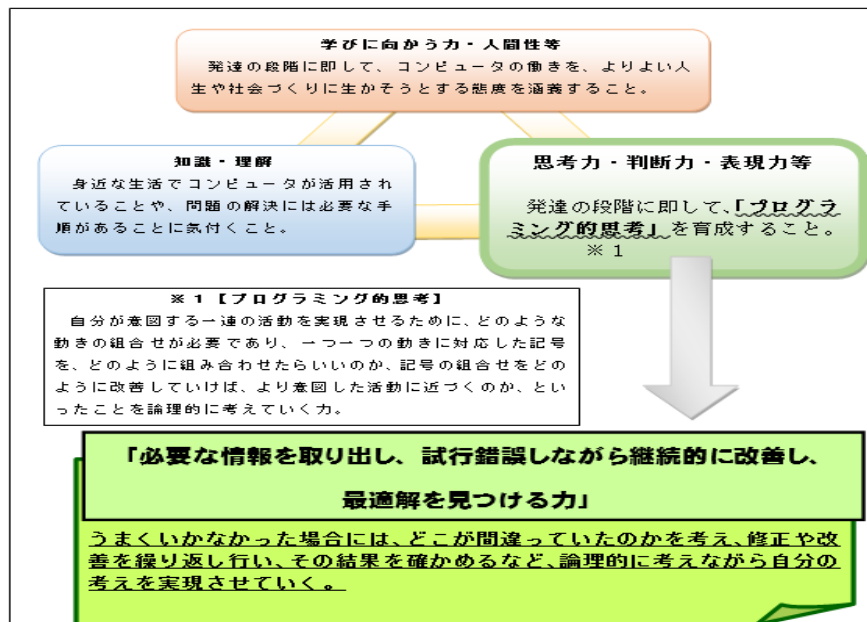 学びに向かう力・人間性等
発達の段階に即して、コンピュータの働きを、よりよい人
生や社会づくりに生かそうとする態度を涵養すること。
知識・理解
身近な生活でコンピュータが活用され
ていることや、問題の解決には必要な手
順があることに気付くこと。
思考力・判断力・表現力等
発達の段階に即して、「プログラ
ミング的思考」を育成すること。
※1
※1【プログラミング的思考】
自分が意図する一連の活動を実現させるために、どのような
動きの組合せが必要であり、一つ一つの動きに対応した記号
を、どのように組み合わせたらいいのか、記号の組合せをどの
ように改善していけば、より意図した活動に近づくのか、とい
ったことを論理的に考えていく力。
「必要な情報を取り出し、試行錯誤しながら継続的に改善し、
最適解を見つける力」
うまくいかなかった場合には、どこが間違っていたのかを考え、修正や改
善を繰り返し行い、その結果を確かめるなど、論理的に考えながら自分の
考えを実現させていく。